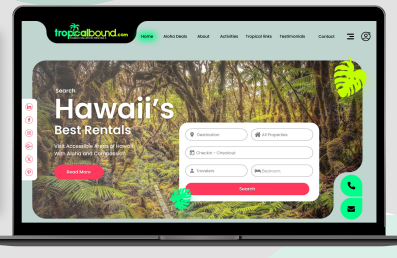 tropicalbound.com
Home Aloha Deals About Activities Tropical links Testimonials Contact
Search
Hawaii's
Best Rentals
Visit Accessible Areas of Hawaii
With Aloha and Compassion
Read More
Destination All Properties
Checkin - Checkout
Travelers Bedroom
Search